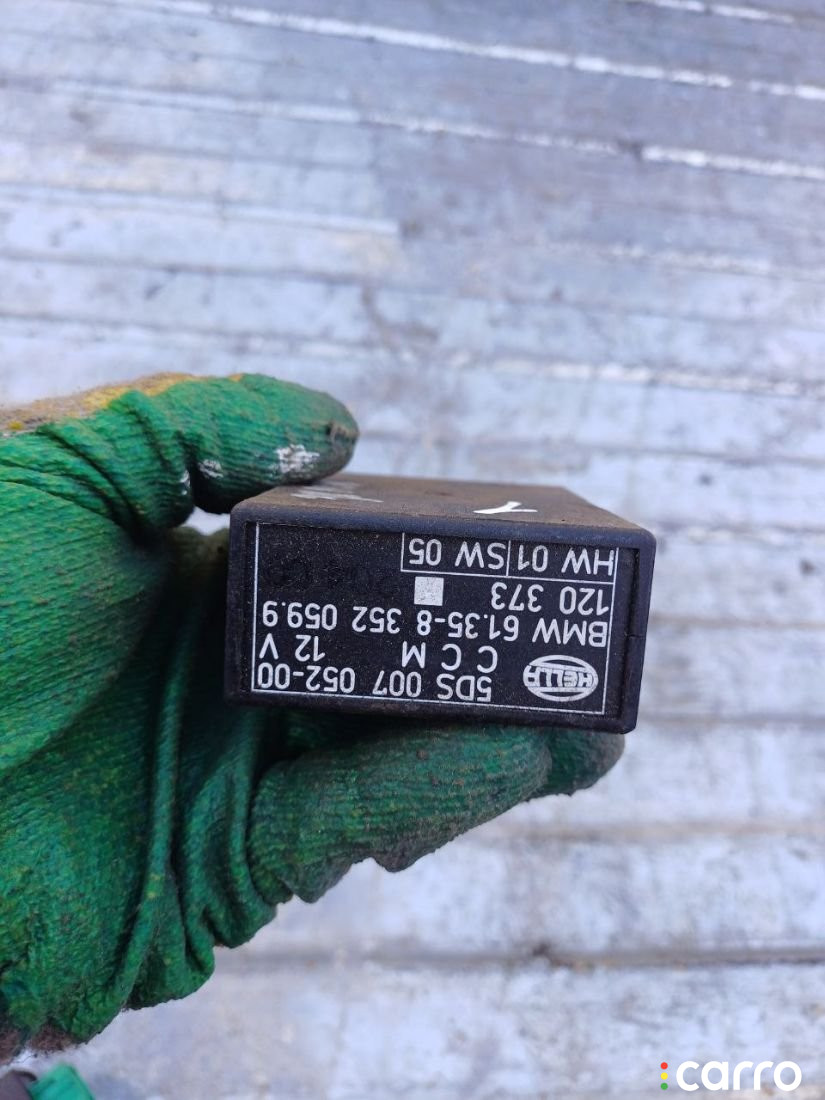 HELLA
5DS 007 052-00
C C M 12 V
BMW 61.35-8 352 059.9
120 373
HW 01 SW 05
carro